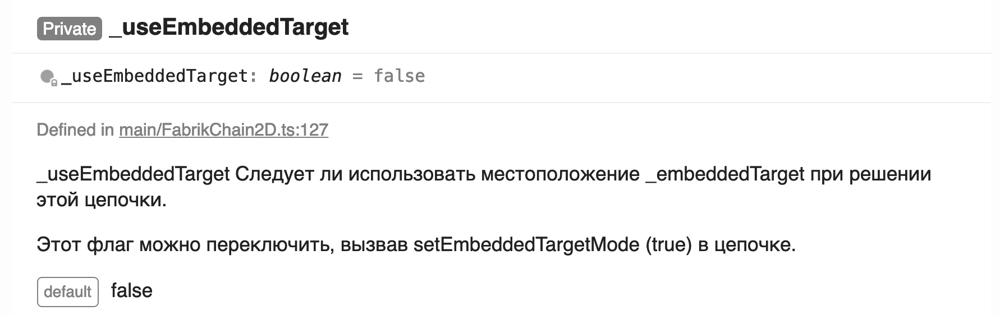 Private _useEmbeddedTarget
_useEmbeddedTarget: boolean = false
Defined in main/FabrikChain2D.ts:127
_useEmbeddedTarget Следует ли использовать местоположение _embeddedTarget при решении
этой цепочки.
Этот флаг можно переключить, вызвав setEmbeddedTargetMode (true) в цепочке.
default false